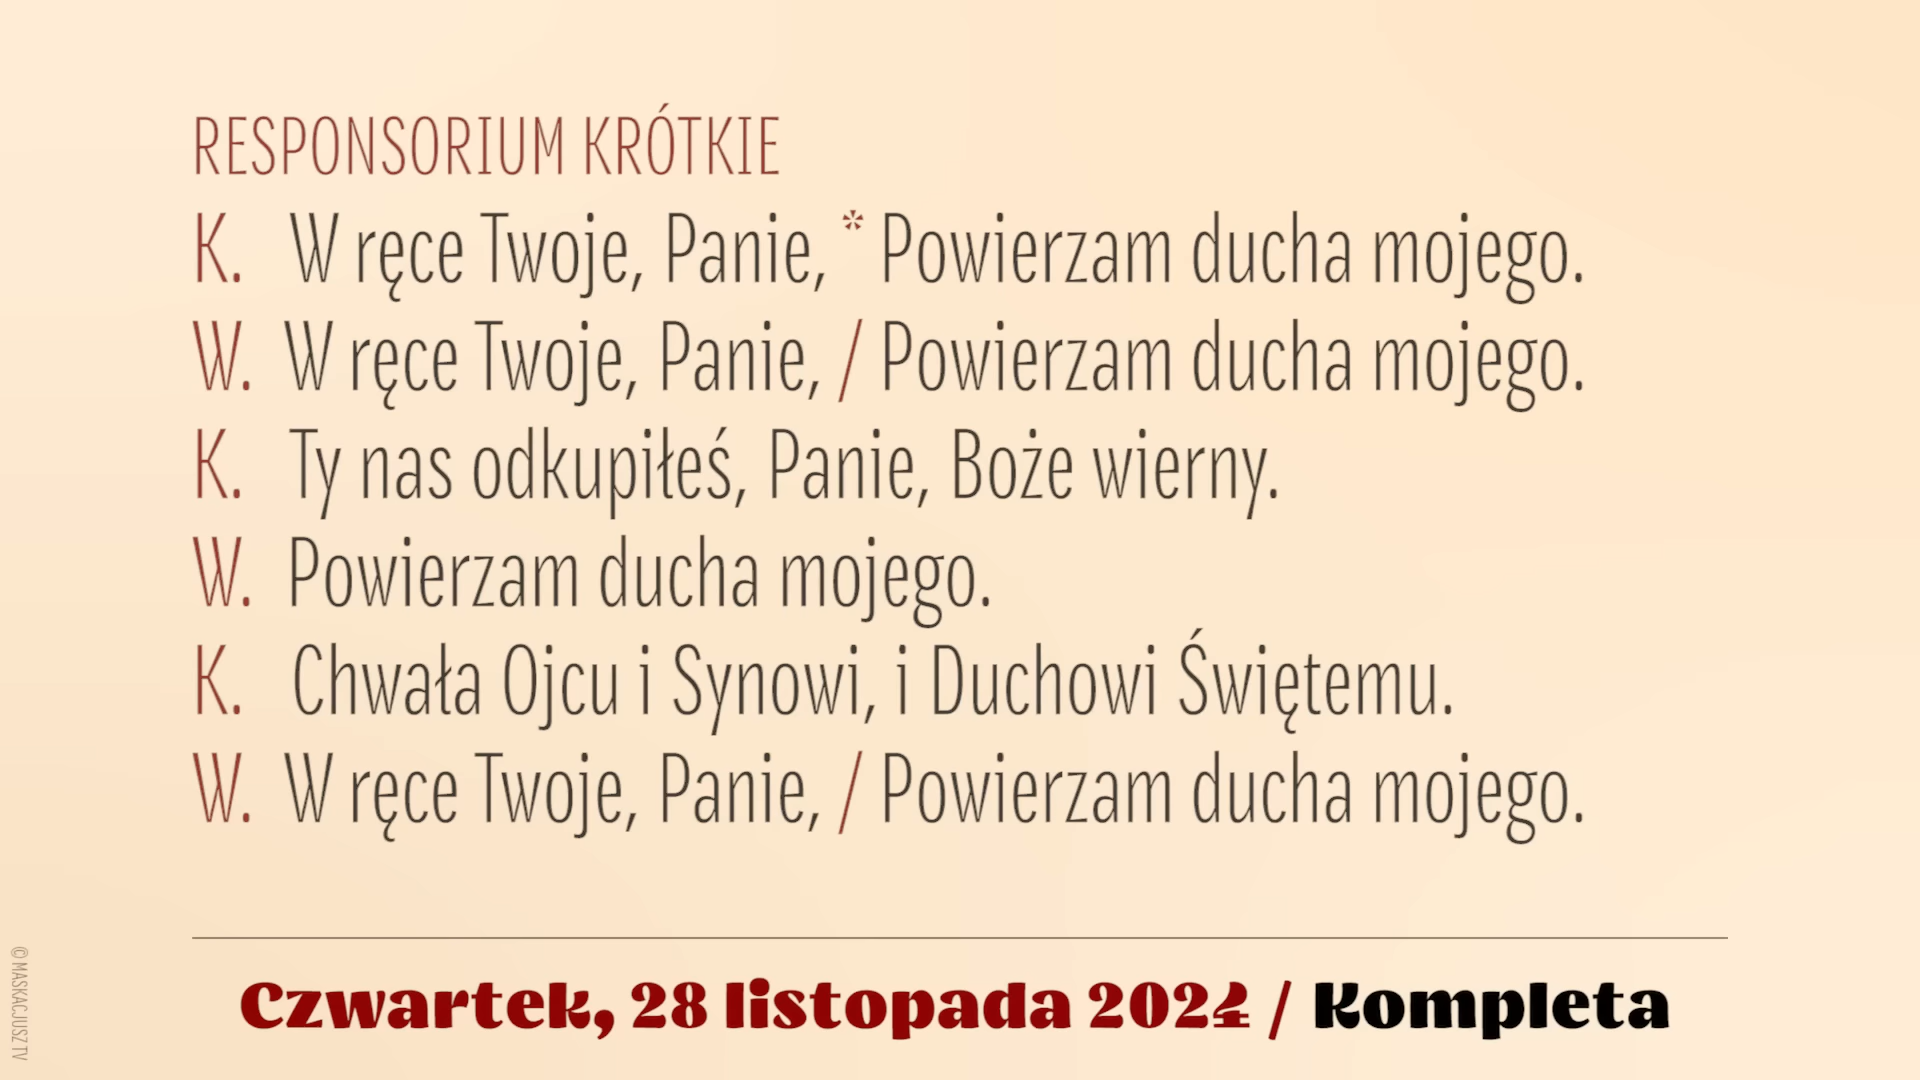 RESPONSORIUM KRÓTKIE
K. W ręce Twoje, Panie, * Powierzam ducha mojego.
W. W ręce Twoje, Panie, / Powierzam ducha mojego.
K. Ty nas odkupiłeś, Panie, Boże wierny.
W. Powierzam ducha mojego.
K. Chwała Ojcu i Synowi, i Duchowi Świętemu.
W. W ręce Twoje, Panie, / Powierzam ducha mojego.
Czwartek, 28 listopada 2024 / Kompleta
© MASKACJUSZ TV